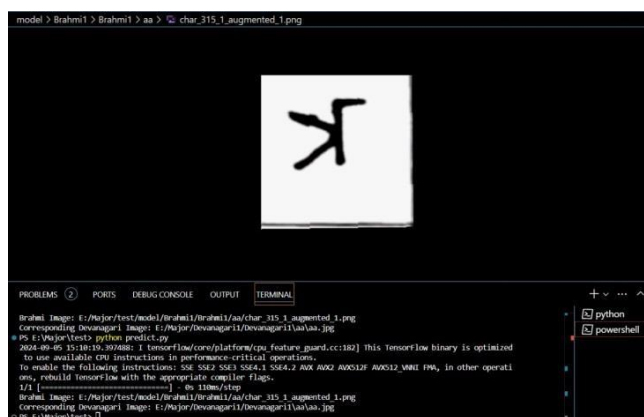 model > Brahmi1 > Brahmi1 > aa > char_315_1_augmented_1.png
𑀆
PROBLEMS 2 PORTS DEBUG CONSOLE OUTPUT TERMINAL
python
powershell
Brahmi Image: E:/Major/test/model/Brahmi1/Brahmi1/aa/char_315_1_augmented_1.png
Corresponding Devanagari Image: E:/Major/Devanagari1/Devanagari1\aa\aa.jpg
PS E:\Major\test> python predict.py
2024-09-05 15:10:19.397488: I tensorflow/core/platform/cpu_feature_guard.cc:182] This TensorFlow binary is optimized
to use available CPU instructions in performance-critical operations.
To enable the following instructions: SSE SSE2 SSE3 SSE4.1 SSE4.2 AVX AVX2 AVX512F AVX512_VNNI FMA, in other operati
ons, rebuild TensorFlow with the appropriate compiler flags.
1/1 [==============================] - 0s 110ms/step
Brahmi Image: E:/Major/test/model/Brahmi1/Brahmi1/aa/char_315_1_augmented_1.png
Corresponding Devanagari Image: E:/Major/Devanagari1/Devanagari1\aa\aa.jpg
PS E:\Major\test>